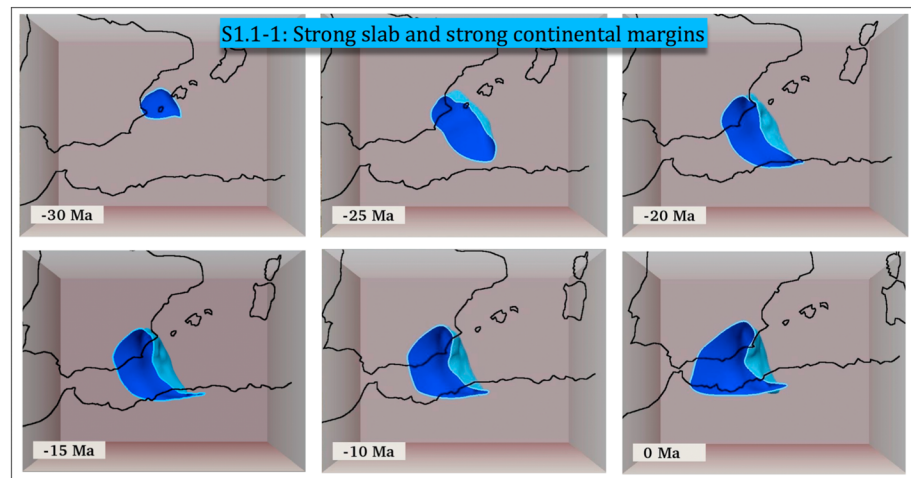 S1.1-1: Strong slab and strong continental margins
-30 Ma
-25 Ma
-20 Ma
-15 Ma
-10 Ma
0 Ma